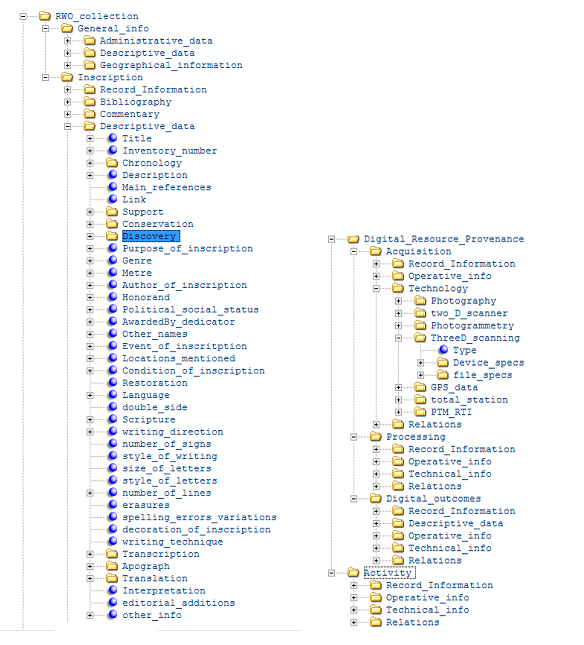 RWO_collection
General_info
Administrative_data
Descriptive_data
Geographical_information
Inscription
Record_Information
Bibliography
Commentary
Descriptive_data
Title
Inventory_number
Chronology
Description
Main_references
Link
Support
Conservation
Discovery
Purpose_of_inscription
Genre
Metre
Author_of_inscription
Honorand
Political_social_status
AwardedBy_dedicator
Other_names
Event_of_inscritption
Locations_mentioned
Condition_of_inscription
Restoration
Language
double_side
Scripture
writing_direction
number_of_signs
style_of_writing
size_of_letters
style_of_letters
number_of_lines
erasures
spelling_errors_variations
decoration_of_inscription
writing_technique
Transcription
Apograph
Translation
Interpretation
editorial_additions
other_info
Digital_Resource_Provenance
Acquisition
Record_Information
Operative_info
Technology
Photography
two_D_scanner
Photogrammetry
ThreeD_scanning
Type
Device_specs
file_specs
GPS_data
total_station
PTM_RTI
Relations
Processing
Record_Information
Operative_info
Technical_info
Relations
Digital_outcomes
Record_Information
Descriptive_data
Operative_info
Technical_info
Relations
Activity
Record_Information
Operative_info
Technical_info
Relations